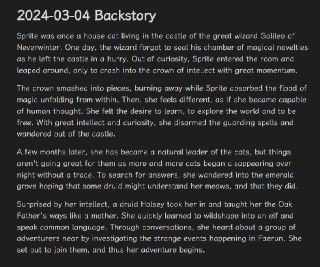 2024-03-04 Backstory
Sprite was once a house cat living in the castle of the great wizard Galileo of
Neverwinter. One day, the wizard forgot to seal his chamber of magical novelties
as he left the castle in a hurry. Out of curiosity, Sprite entered the room and
leaped around, only to crash into the crown of intellect with great momentum.
The crown smashed into pieces, burning away while Sprite absorbed the flood of
magic unfolding from within. Then, she feels different, as if she became capable
of human thought. She felt the desire to learn, to explore the world and to be
free. With great intellect and curiosity, she disarmed the guarding spells and
wandered out of the castle.
A few months later, she has became a natural leader of the cats, but things
aren't going great for them as more and more cats began disappearing over
night without a trace. To search for answers, she wandered into the emerald
grove hoping that some druid might understand her meows, and that they did.
Surprised by her intellect, a druid Halsey took her in and taught her the Oak
Father's ways like a mother. She quickly learned to wildshape into an elf and
speak common language. Through conversations, she heard about a group of
adventurers near by investigating the strange events happening in Faerun. She
set out to join them, and thus her adventure begins.